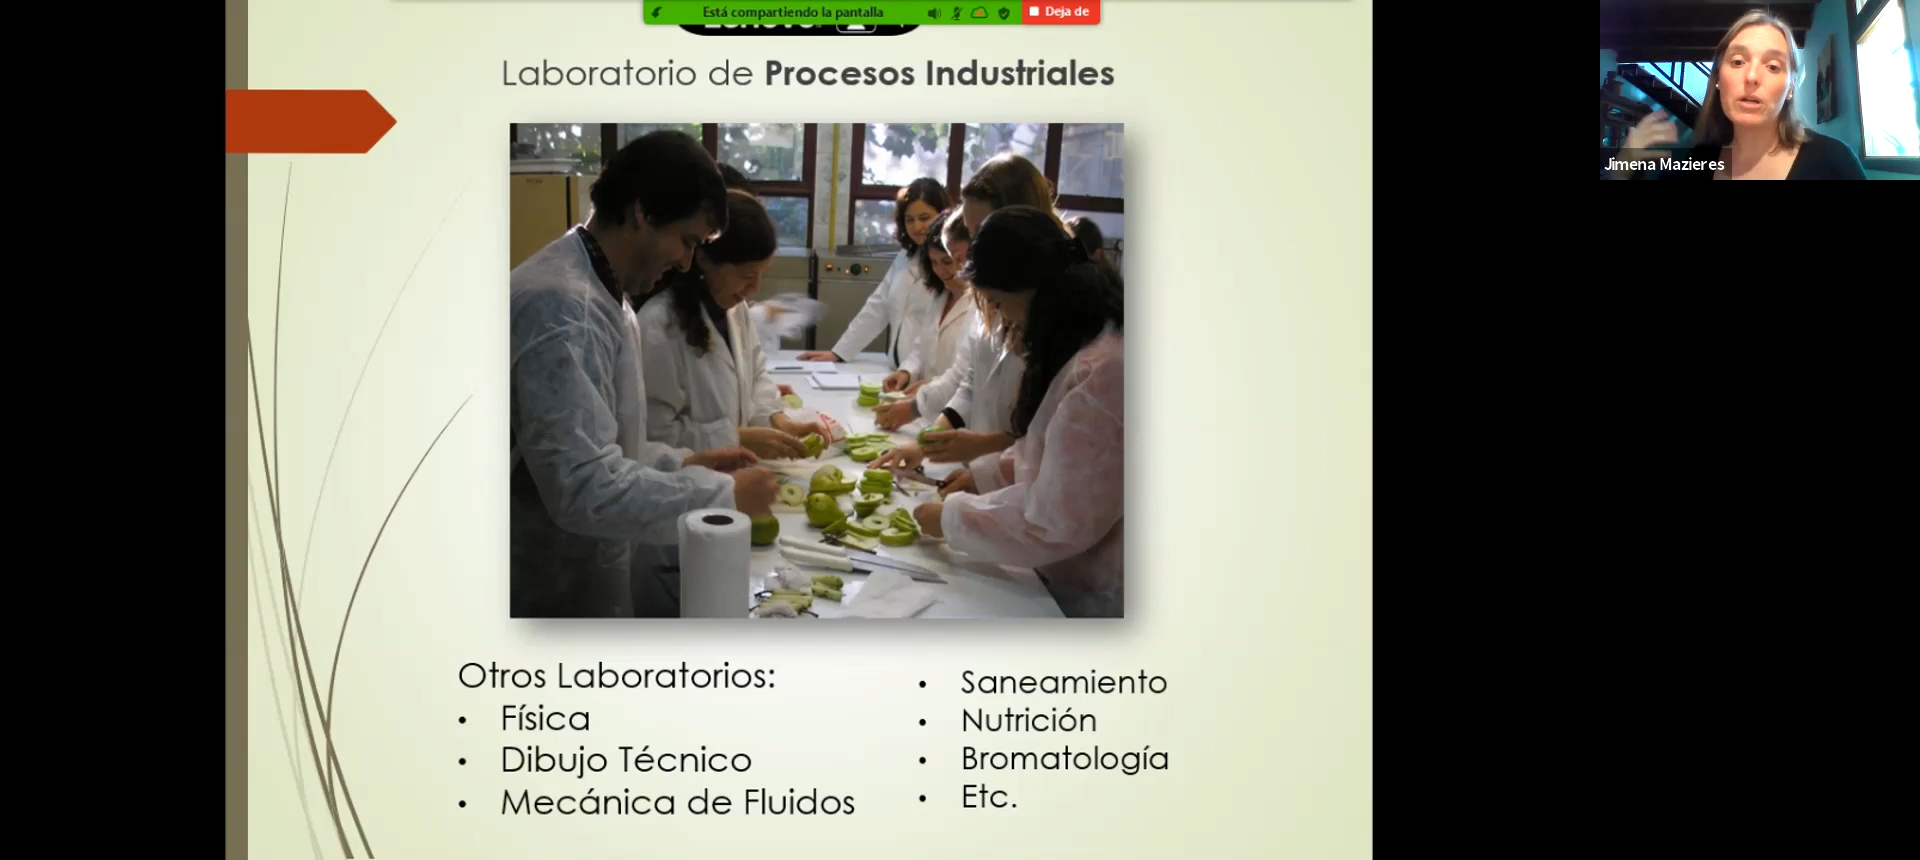 Está compartiendo la pantalla
Deja de
Laboratorio de Procesos Industriales
Jimena Mazieres
Otros Laboratorios:
• Física
• Dibujo Técnico
• Mecánica de Fluidos
• Saneamiento
• Nutrición
• Bromatología
• Etc.